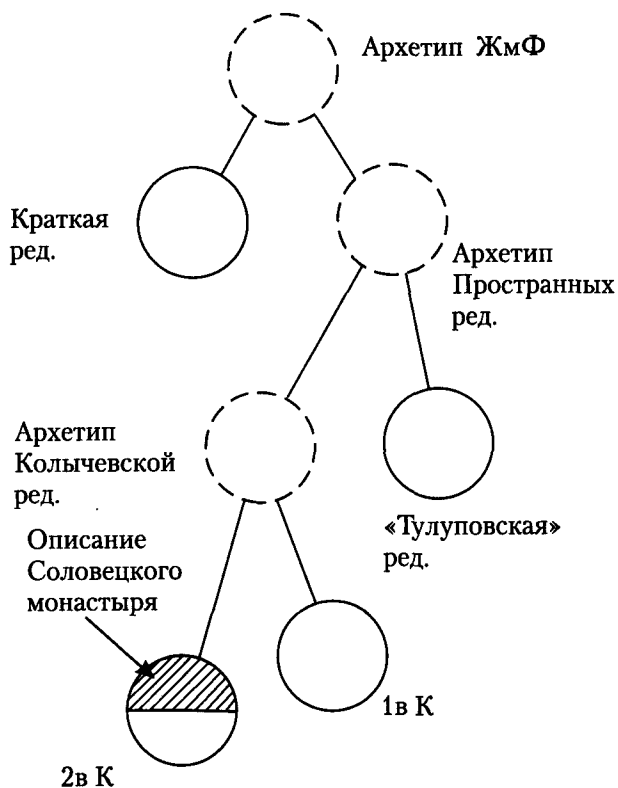 Архетип ЖмФ
Краткая
ред.
Архетип
Пространных
ред.
Архетип
Колычевской
ред.
«Тулуповская»
ред.
Описание
Соловецкого
монастыря
1в К
2в К